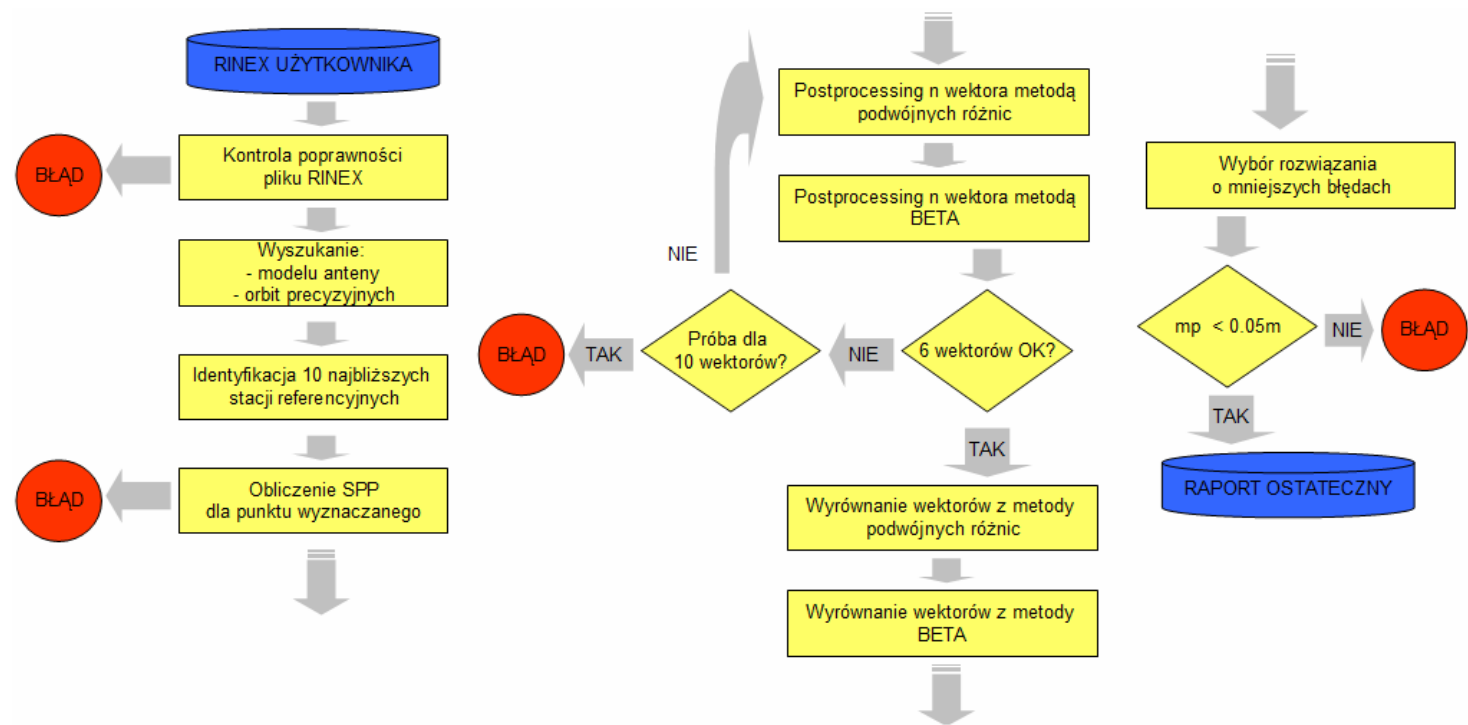 RINEX UŻYTKOWNIKA
BŁĄD
Kontrola poprawności
pliku RINEX
Wyszukanie:
- modelu anteny
- orbit precyzyjnych
Identyfikacja 10 najbliższych
stacji referencyjnych
BŁĄD
Obliczenie SPP
dla punktu wyznaczanego
Postprocessing n wektora metodą
podwójnych różnic
Postprocessing n wektora metodą
BETA
NIE
BŁĄD
TAK
Próba dla
10 wektorów?
NIE
6 wektorów OK?
TAK
Wyrównanie wektorów z metody
podwójnych różnic
Wyrównanie wektorów z metody
BETA
Wybór rozwiązania
o mniejszych błędach
mp < 0.05m
NIE
BŁĄD
TAK
RAPORT OSTATECZNY